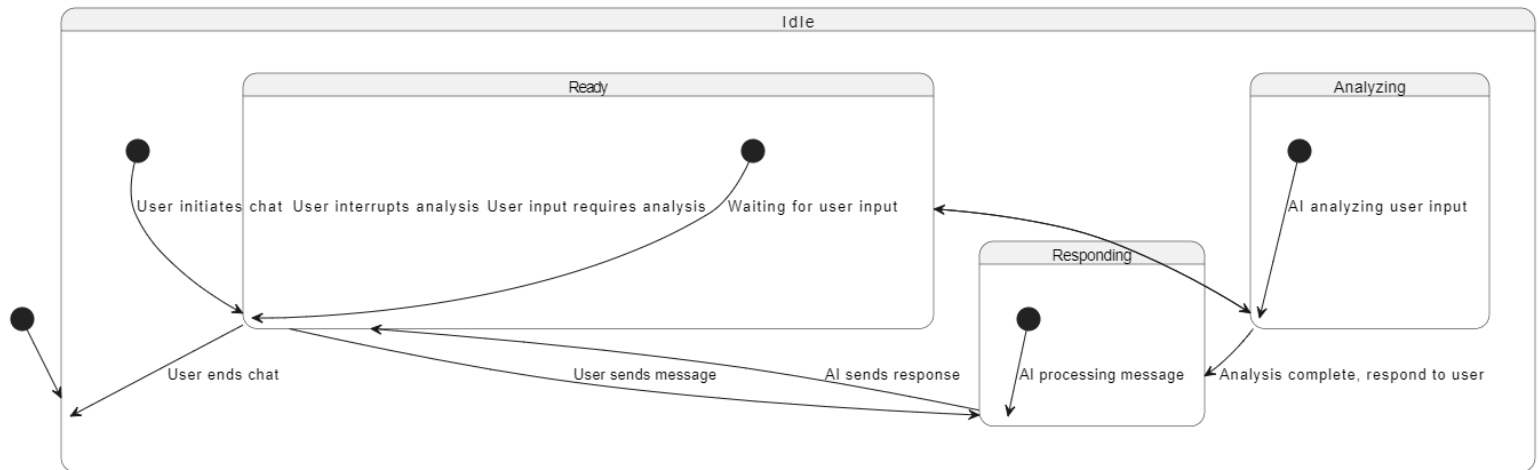 Idle
Ready
Analyzing
User initiates chat
User interrupts analysis
User input requires analysis
Waiting for user input
AI analyzing user input
Responding
User ends chat
User sends message
AI sends response
AI processing message
Analysis complete, respond to user